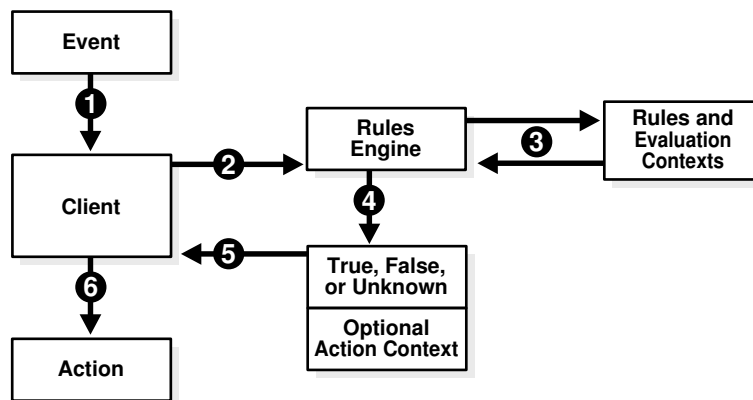 Event
1
Rules
Engine
Rules and
Evaluation
Contexts
3
2
Client
4
5
True, False,
or Unknown
6
Optional
Action Context
Action